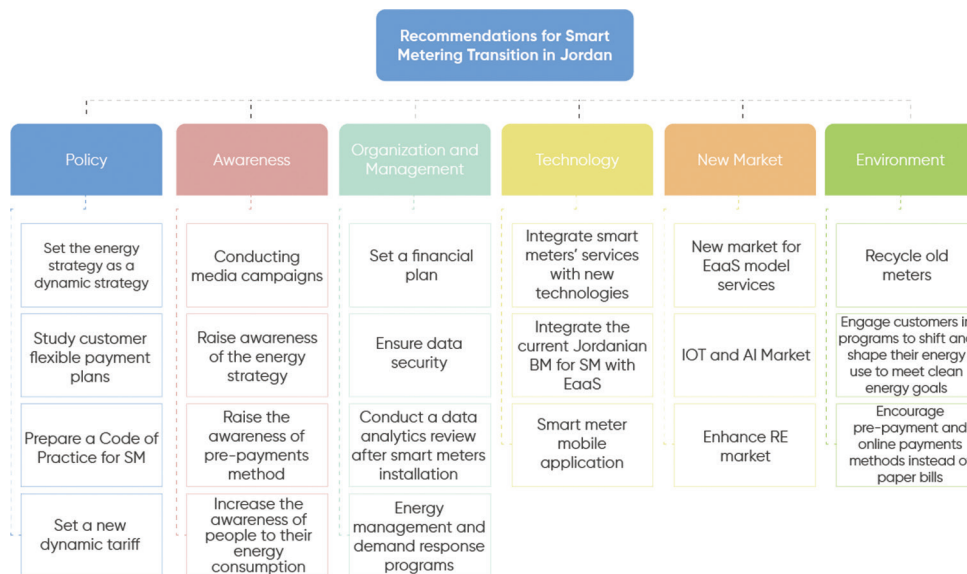 Recommendations for Smart
Metering Transition in Jordan
Policy
Awareness
Organization and
Management
Technology
New Market
Environment
Set the energy
strategy as a
dynamic strategy
Study customer
flexible payment
plans
Prepare a Code of
Practice for SM
Set a new
dynamic tariff
Conducting
media campaigns
Raise awareness
of the energy
strategy
Raise the
awareness of
pre-payments
method
Increase the
awareness of
people to their
energy
consumption
Set a financial
plan
Ensure data
security
Conduct a data
analytics review
after smart meters
installation
Energy
management and
demand response
programs
Integrate smart
meters' services
with new
technologies
Integrate the
current Jordanian
BM for SM with
EaaS
Smart meter
mobile
application
New market for
EaaS model
services
IOT and AI Market
Enhance RE
market
Recycle old
meters
Engage customers in
programs to shift and
shape their energy
use to meet clean
energy goals
Encourage
pre-payment and
online payments
methods instead of
paper bills